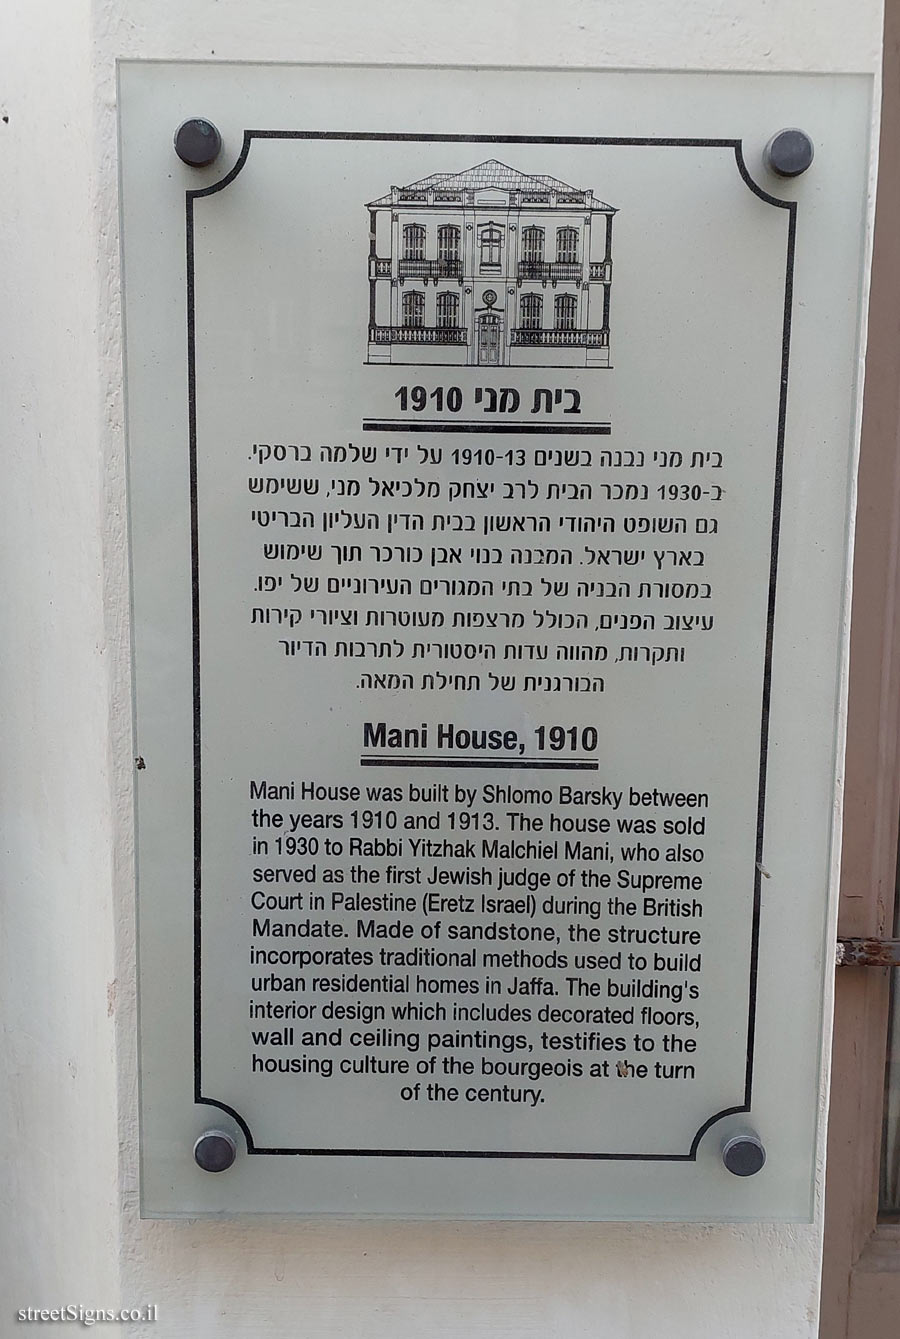 בית מני 1910
בית מני נבנה בשנים 1910-13 על ידי שלמה ברסקי.
ב-1930 נמכר הבית לרב יצחק מלכיאל מני, ששימש
גם השופט היהודי הראשון בבית הדין העליון הבריטי
בארץ ישראל. המבנה בנוי אבן כורכר תוך שימוש
במסורת הבניה של בתי המגורים העירוניים של יפו.
עיצוב הפנים, הכולל מרצפות מעוטרות וציורי קירות
ותקרות, מהווה עדות היסטורית לתרבות הדיור
הבורגנית של תחילת המאה.
Mani House, 1910
Mani House was built by Shlomo Barsky between
the years 1910 and 1913. The house was sold
in 1930 to Rabbi Yitzhak Malchiel Mani, who also
served as the first Jewish judge of the Supreme
Court in Palestine (Eretz Israel) during the British
Mandate. Made of sandstone, the structure
incorporates traditional methods used to build
urban residential homes in Jaffa. The building's
interior design which includes decorated floors,
wall and ceiling paintings, testifies to the
housing culture of the bourgeois at the turn
of the century.
streetSigns.co.il